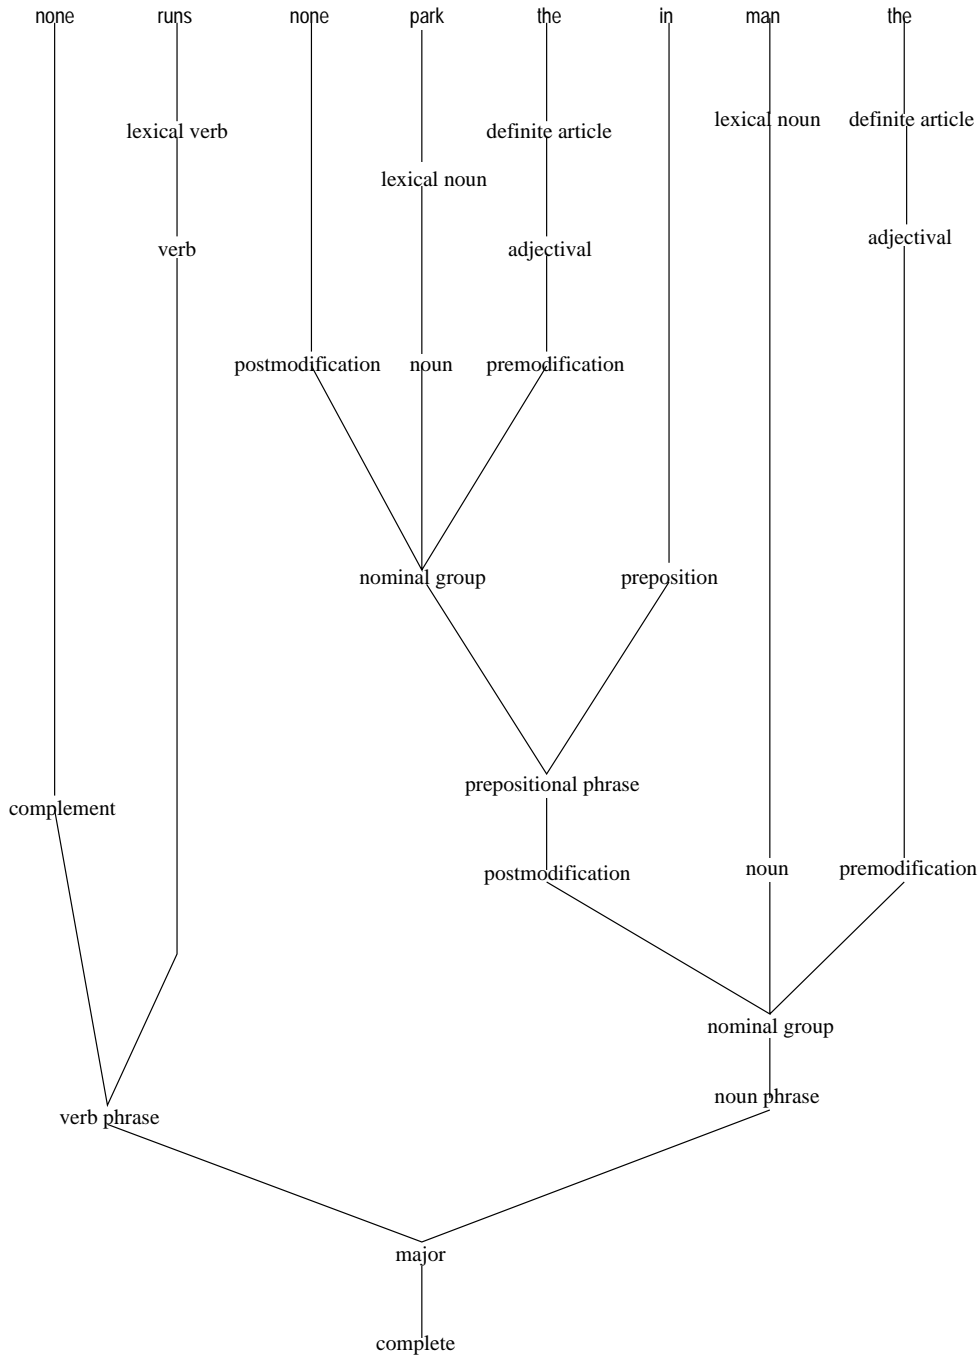 none runs none park the in man the
lexical noun definite article
lexical verb definite article
lexical noun
adjectival
verb adjectival
postmodification noun premodification
nominal group preposition
prepositional phrase
complement
postmodification noun premodification
nominal group
noun phrase
verb phrase
major
complete